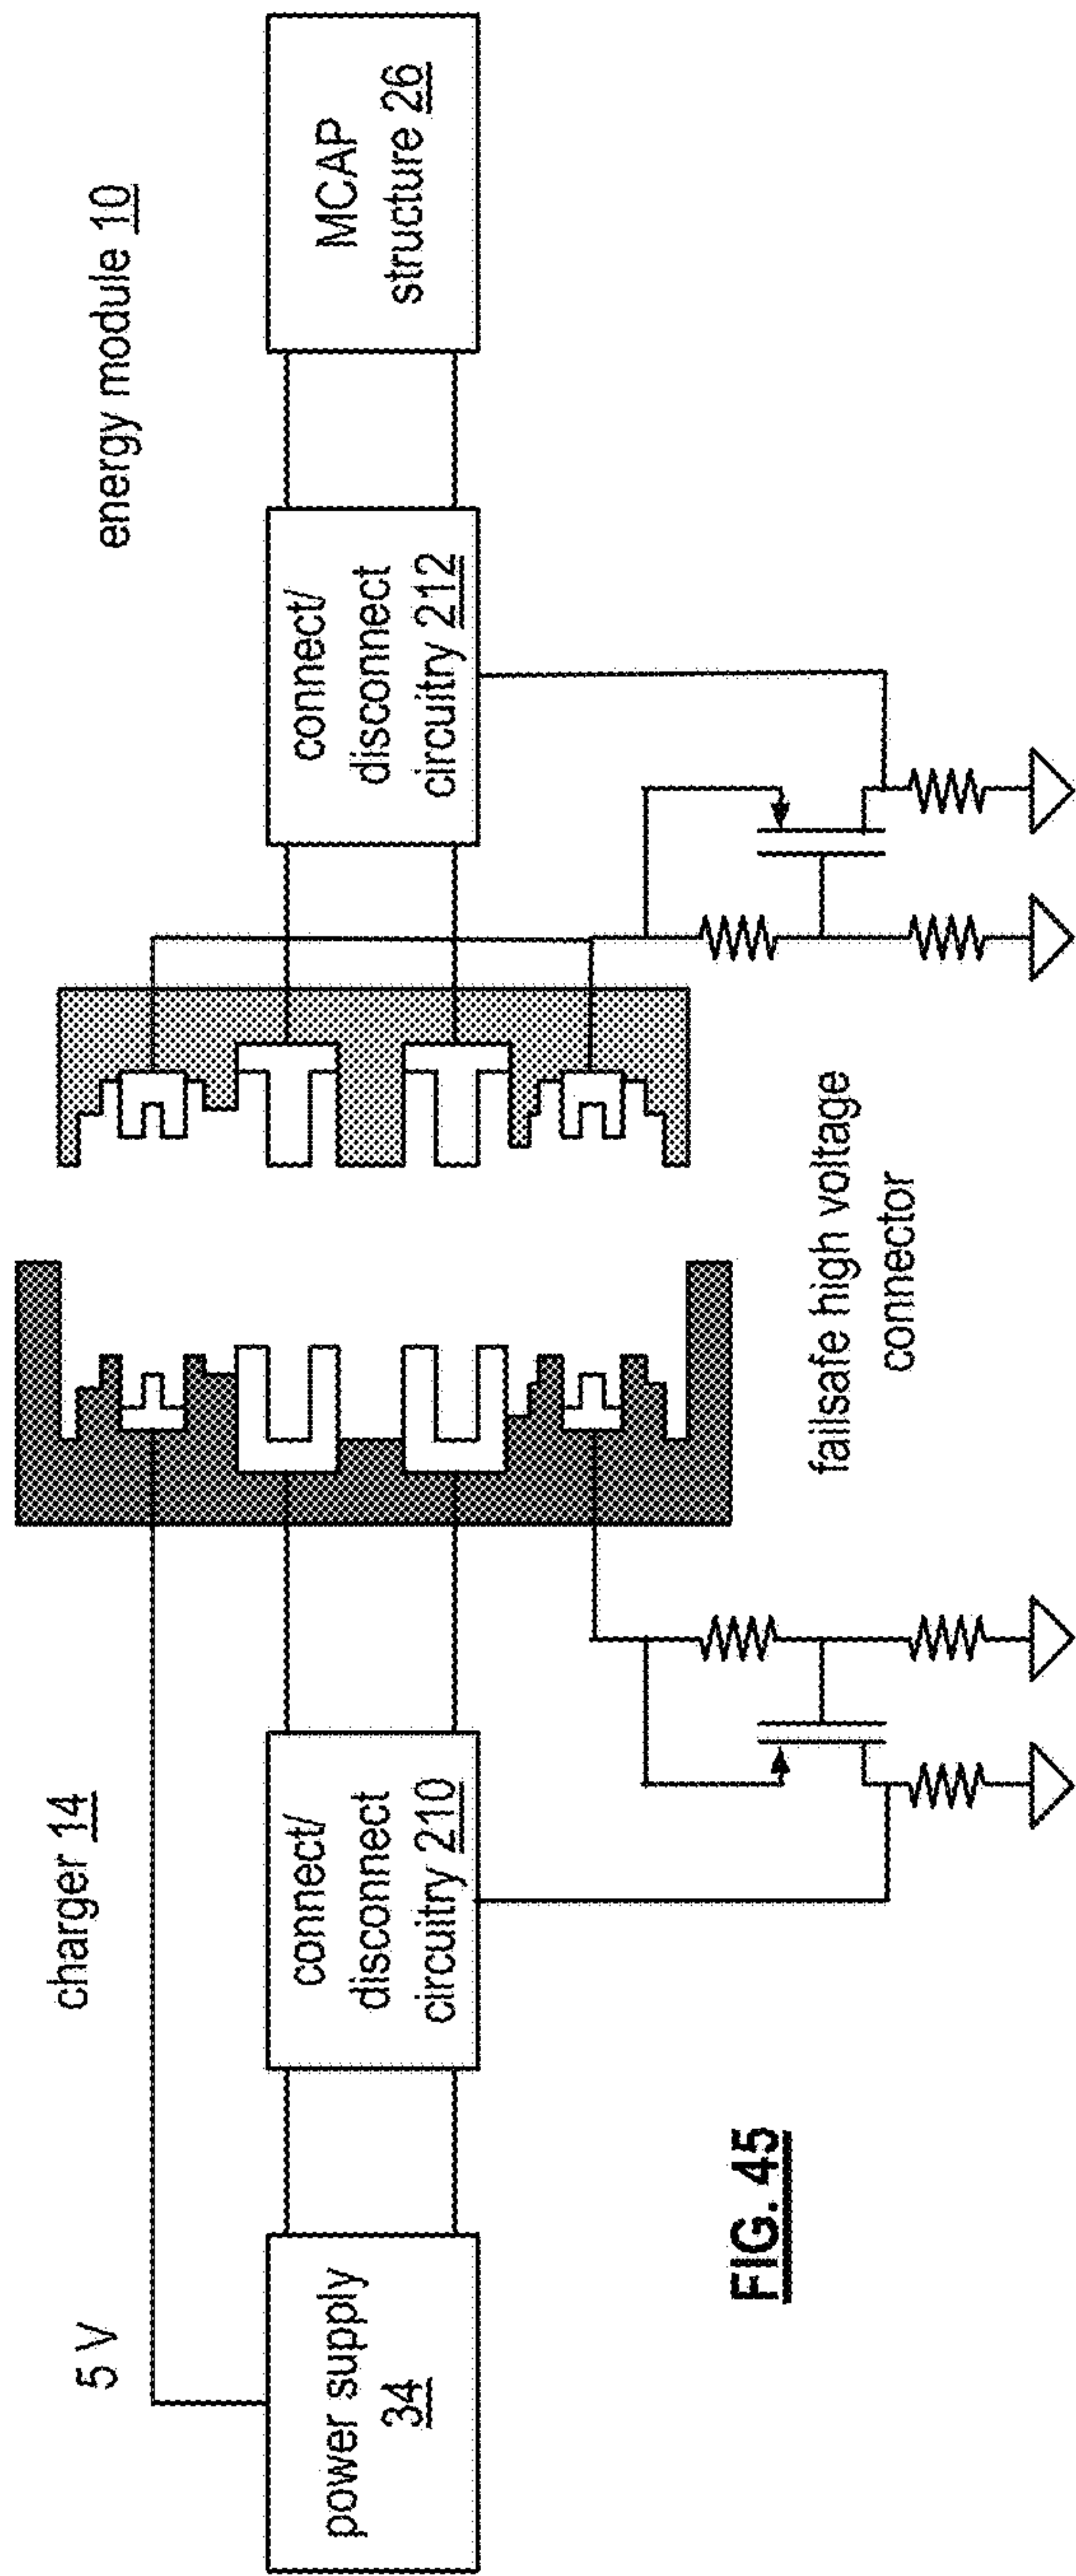 5 V
charger 14
energy module 10
power supply
34
connect/
disconnect
circuitry 210
connect/
disconnect
circuitry 212
MCAP
structure 26
failsafe high voltage
connector
FIG. 45